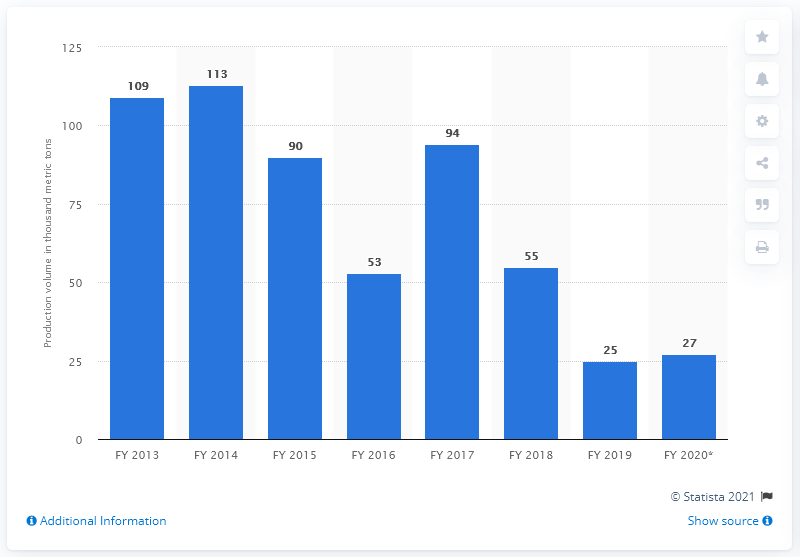 125
100
75
50
25
0
Production volume in thousand metric tons
109
113
90
53
94
55
25
27
FY 2013
FY 2014
FY 2015
FY 2016
FY 2017
FY 2018
FY 2019
FY 2020*
© Statista 2021
Additional Information
Show source